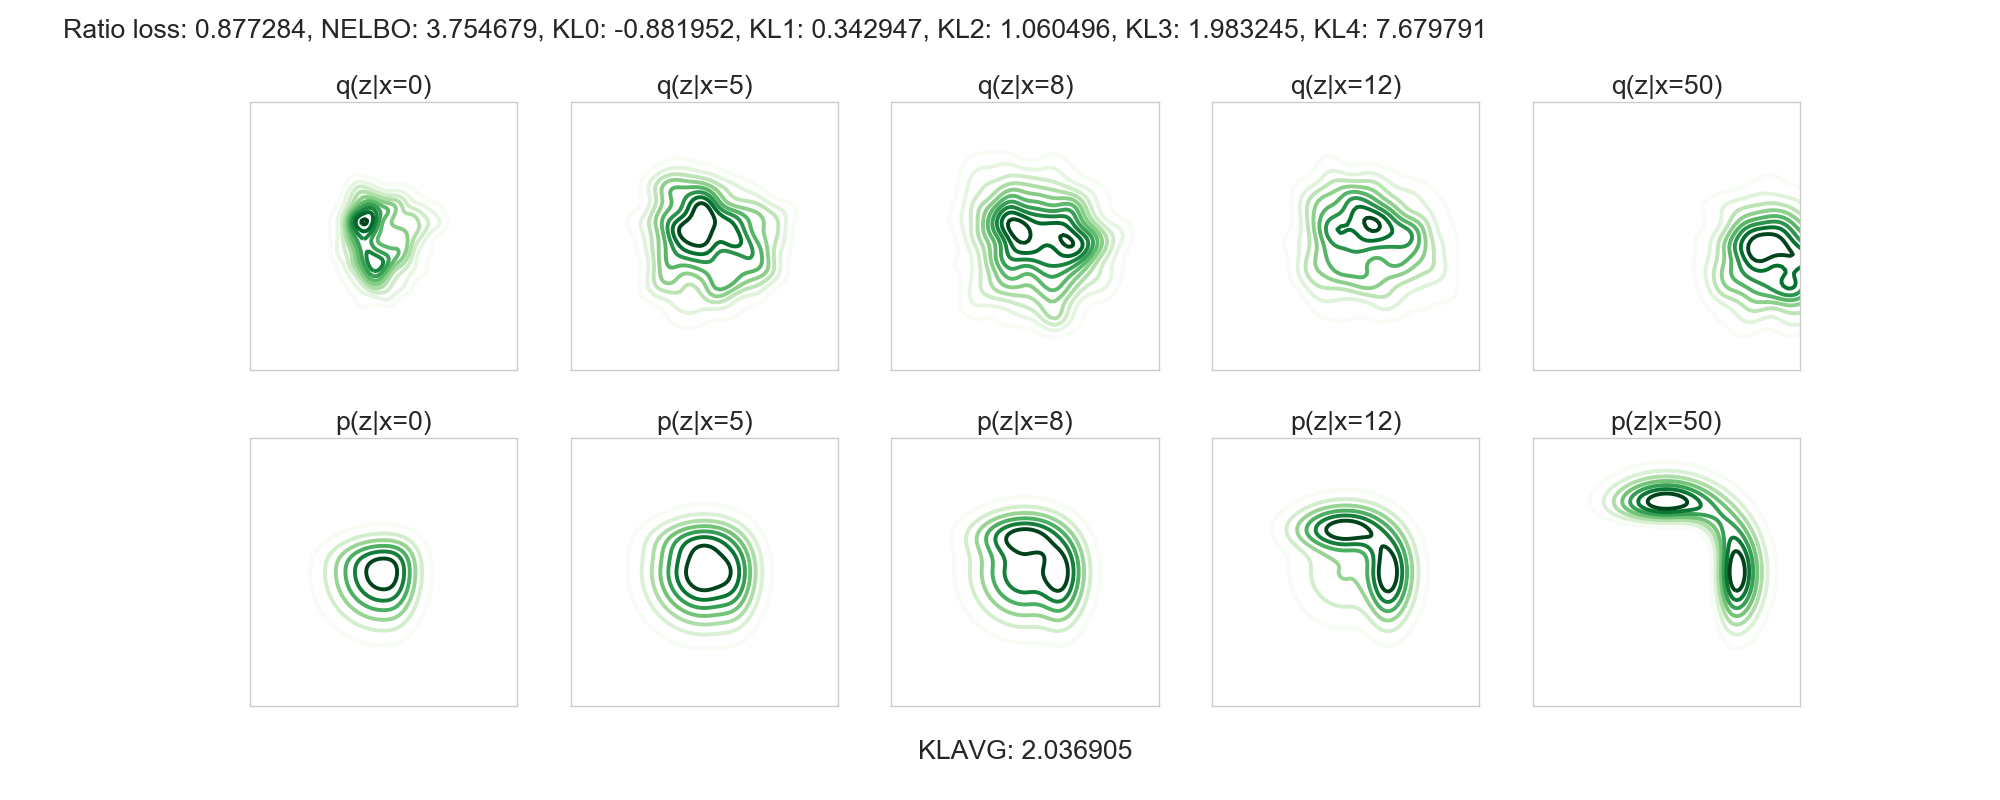 Ratio loss: 0.877284, NELBO: 3.754679, KL0: -0.881952, KL1: 0.342947, KL2: 1.060496, KL3: 1.983245, KL4: 7.679791
q(z|x=0) q(z|x=5) q(z|x=8) q(z|x=12) q(z|x=50)
p(z|x=0) p(z|x=5) p(z|x=8) p(z|x=12) p(z|x=50)
KLAVG: 2.036905